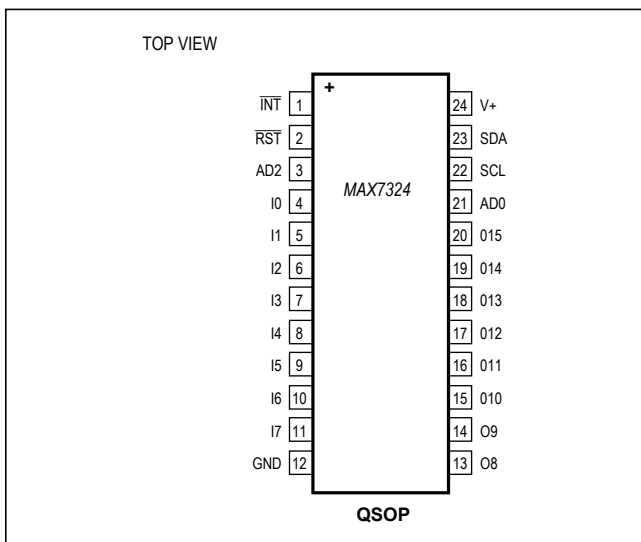 TOP VIEW
+
MAX7324
INT 1
RST 2
AD2 3
I0 4
I1 5
I2 6
I3 7
I4 8
I5 9
I6 10
I7 11
GND 12
24 V+
23 SDA
22 SCL
21 AD0
20 015
19 014
18 013
17 012
16 011
15 010
14 O9
13 O8
QSOP